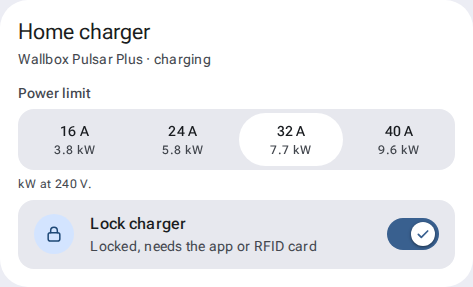 Home charger
Wallbox Pulsar Plus · charging
Power limit
16 A 24 A 32 A 40 A
3.8 kW 5.8 kW 7.7 kW 9.6 kW
kW at 240 V.
Lock charger
Locked, needs the app or RFID card